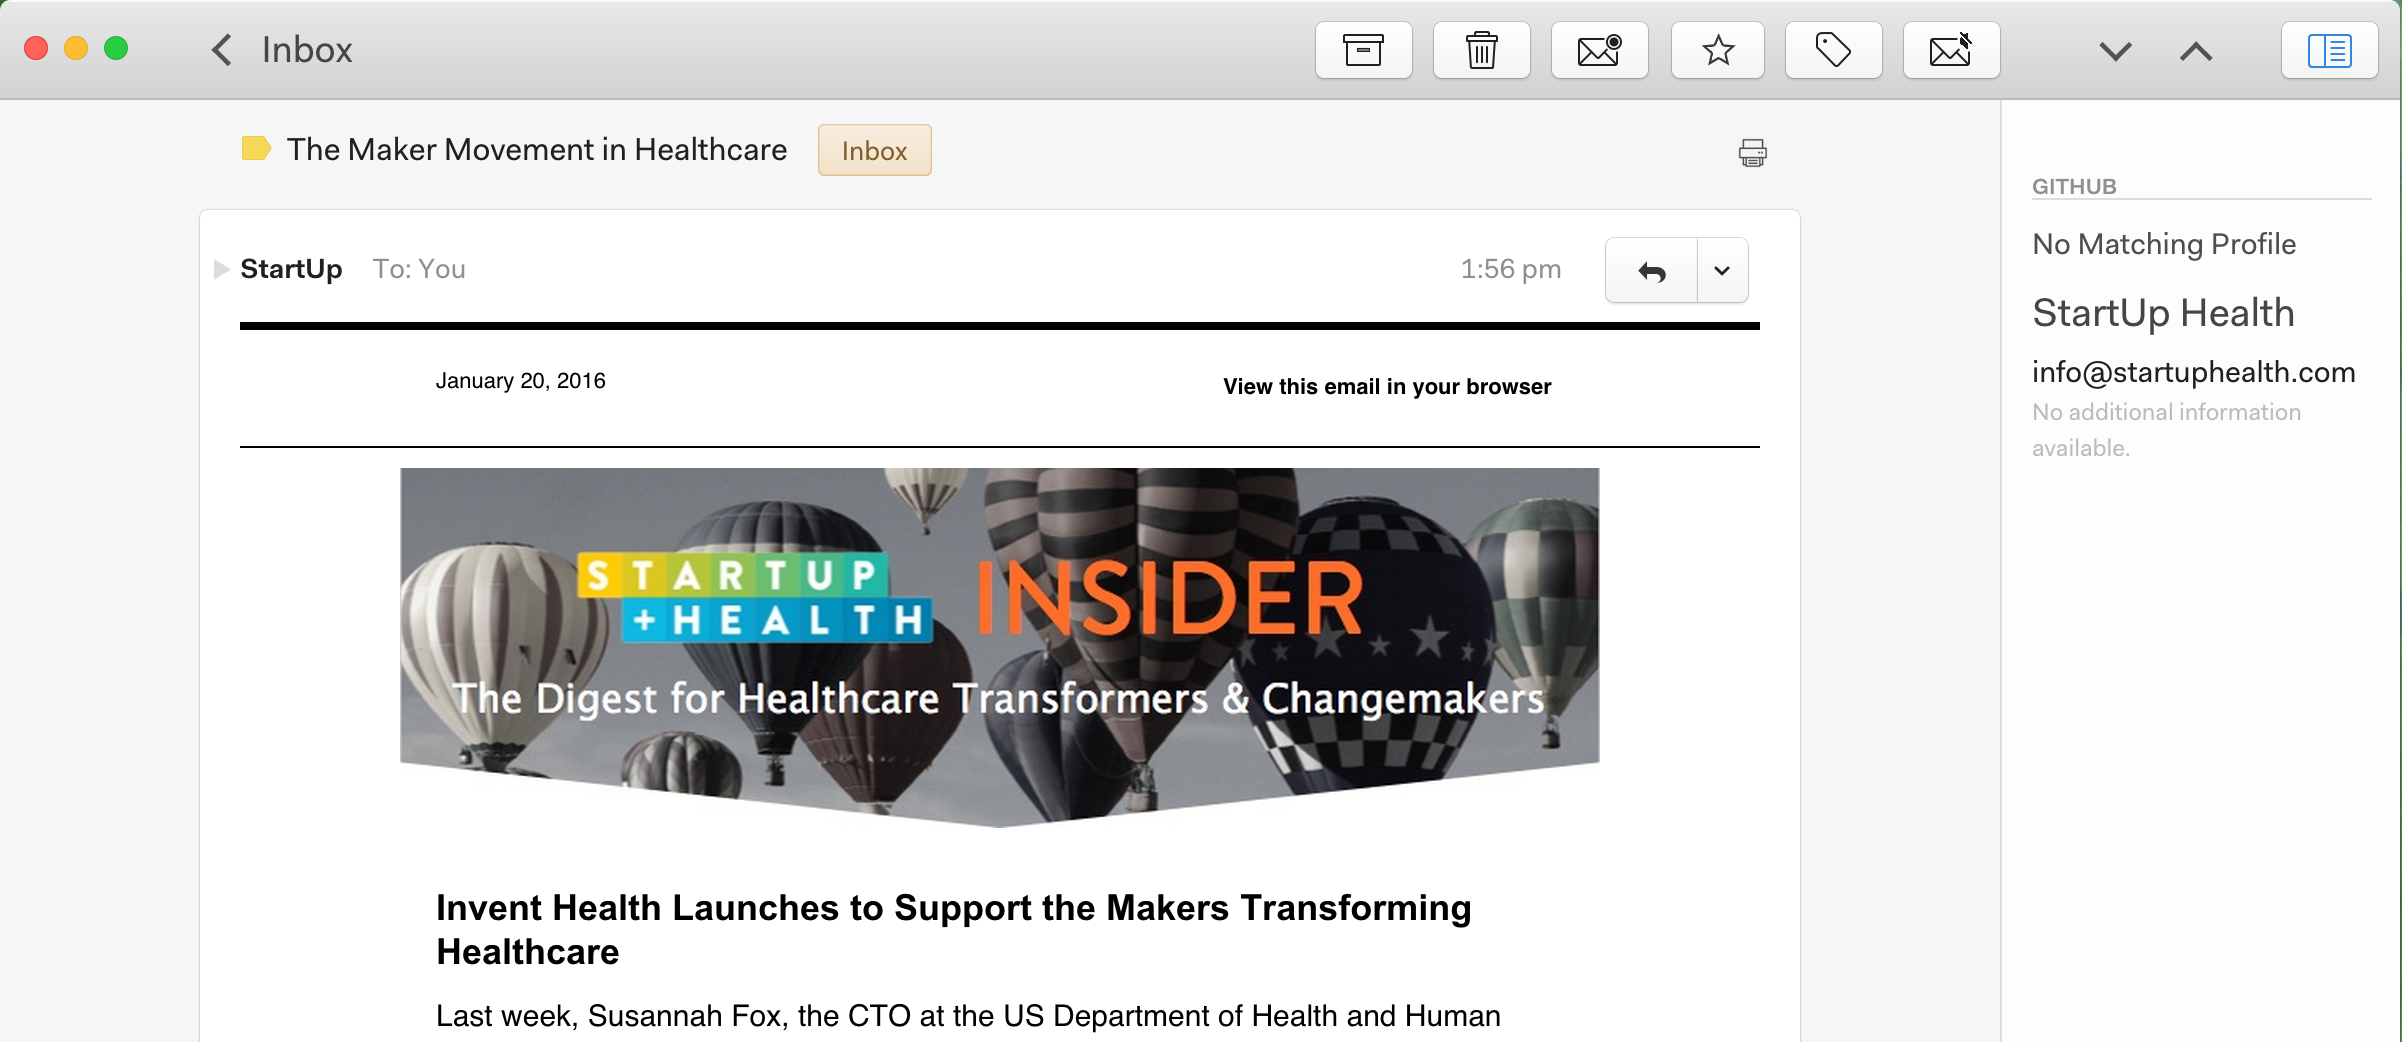 Inbox
The Maker Movement in Healthcare
Inbox
StartUp To: You
1:56 pm
January 20, 2016
View this email in your browser
STARTUP
+HEALTH
INSIDER
The Digest for Healthcare Transformers & Changemakers
Invent Health Launches to Support the Makers Transforming
Healthcare
Last week, Susannah Fox, the CTO at the US Department of Health and Human
GITHUB
No Matching Profile
StartUp Health
info@startuphealth.com
No additional information
available.